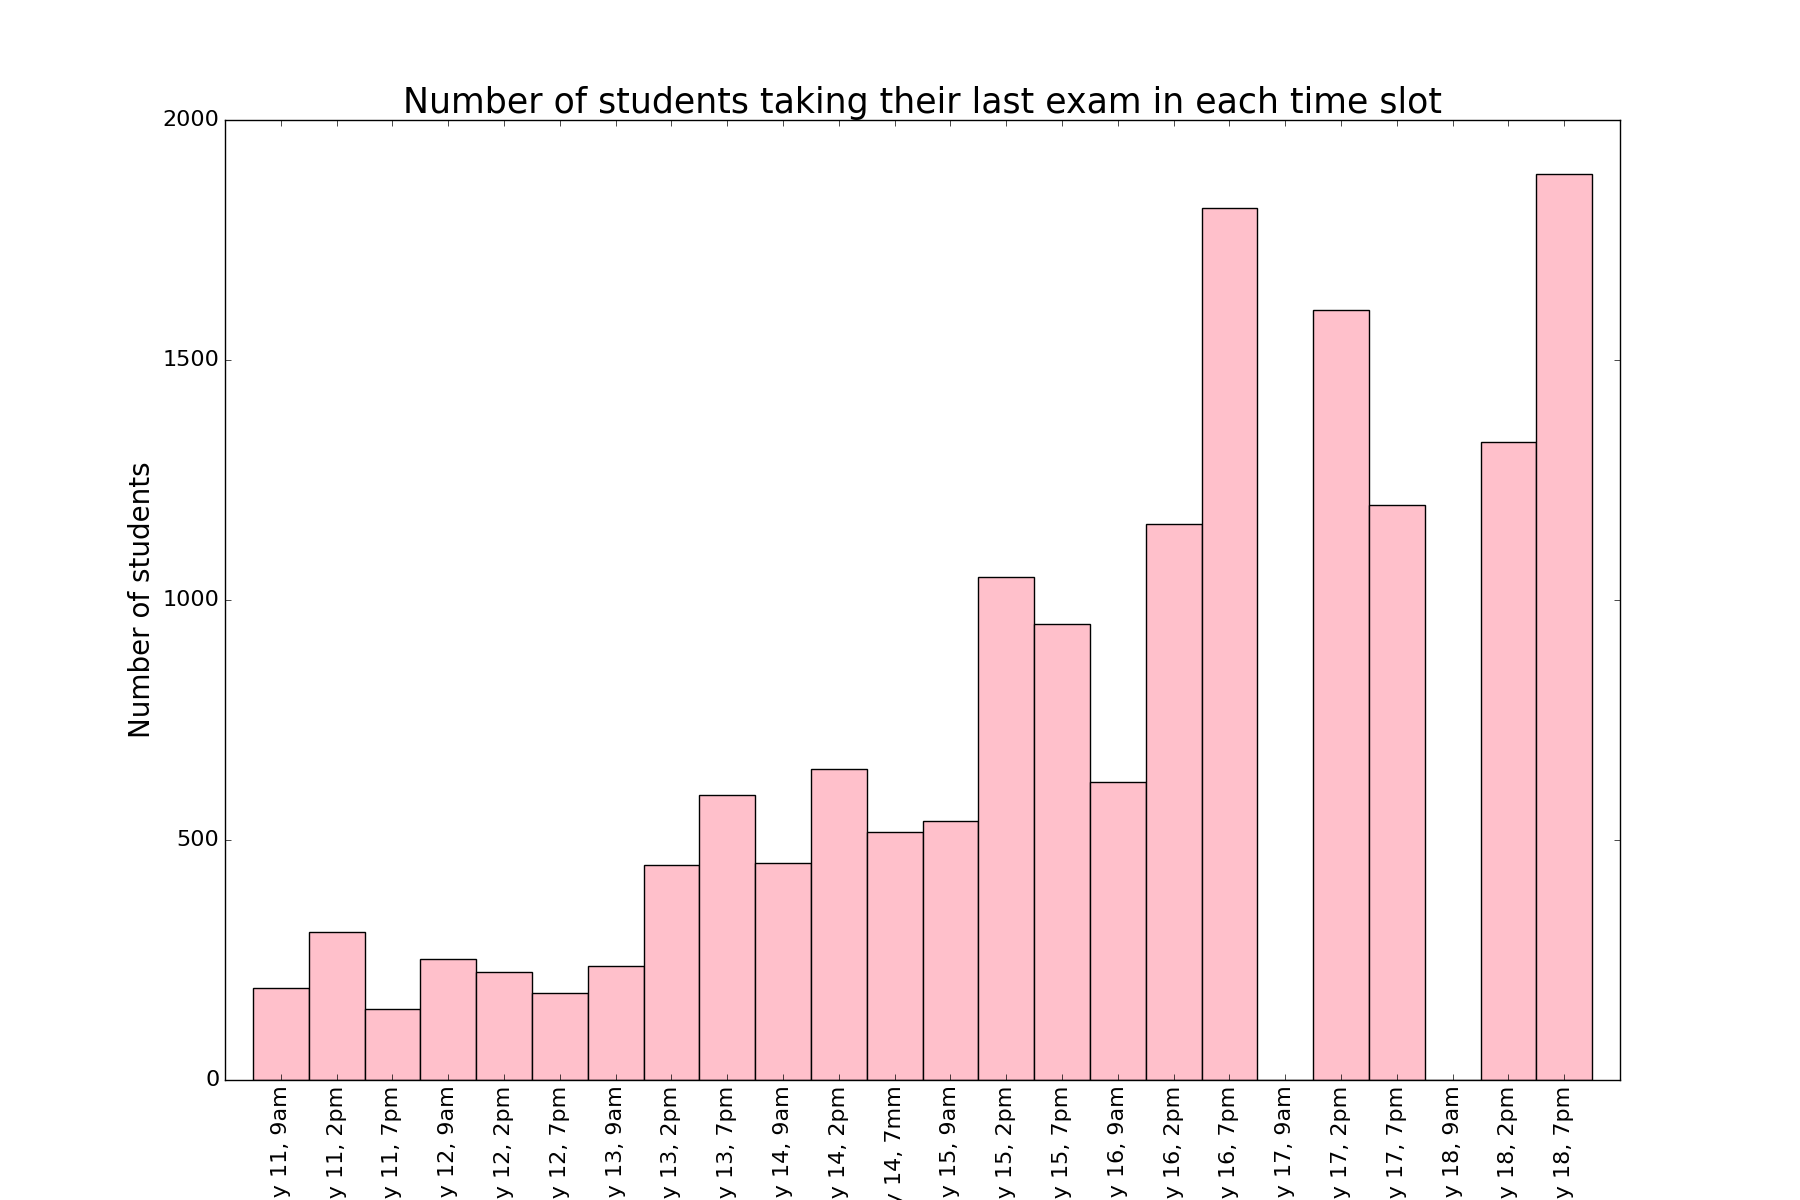 Number of students taking their last exam in each time slot
2000
1500
1000
500
0
Number of students
y 11, 9am
y 11, 2pm
y 11, 7pm
y 12, 9am
y 12, 2pm
y 12, 7pm
y 13, 9am
y 13, 2pm
y 13, 7pm
y 14, 9am
y 14, 2pm
y 14, 7mm
y 15, 9am
y 15, 2pm
y 15, 7pm
y 16, 9am
y 16, 2pm
y 16, 7pm
y 17, 9am
y 17, 2pm
y 17, 7pm
y 18, 9am
y 18, 2pm
y 18, 7pm